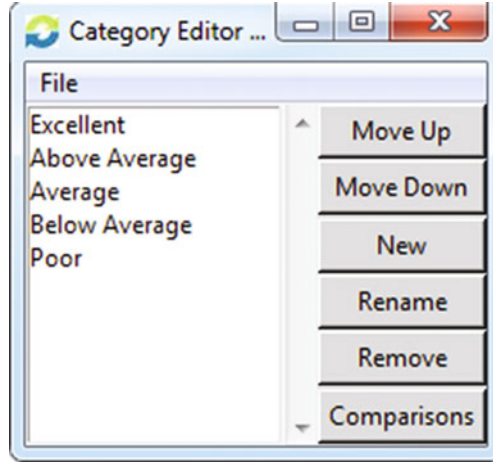 Category Editor ...
File
Excellent
Above Average
Average
Below Average
Poor
Move Up
Move Down
New
Rename
Remove
Comparisons